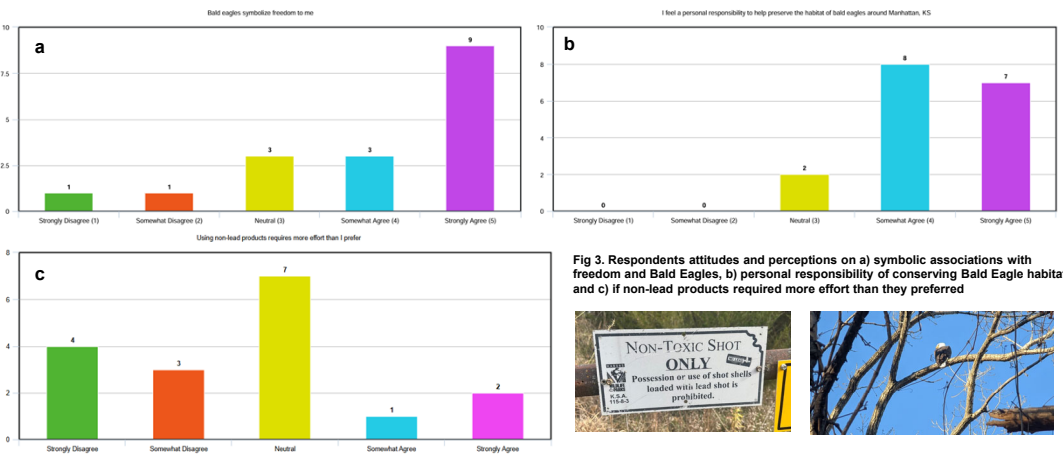 Bald eagles symbolize freedom to me
a
10
7.5
5
2.5
0
1
1
3
3
9
Strongly Disagree (1)
Somewhat Disagree (2)
Neutral (3)
Somewhat Agree (4)
Strongly Agree (5)
I feel a personal responsibility to help preserve the habitat of bald eagles around Manhattan, KS
b
10
8
6
4
2
0
0
0
2
8
7
Strongly Disagree (1)
Somewhat Disagree (2)
Neutral (3)
Somewhat Agree (4)
Strongly Agree (5)
Using non-lead products requires more effort than I prefer
c
8
6
4
2
0
4
3
7
1
2
Strongly Disagree
Somewhat Disagree
Neutral
Somewhat Agree
Strongly Agree
Fig 3. Respondents attitudes and perceptions on a) symbolic associations with
freedom and Bald Eagles, b) personal responsibility of conserving Bald Eagle habita
and c) if non-lead products required more effort than they preferred
NON-TOXIC SHOT
ONLY
Possession or use of shot shells
loaded with lead shot is
prohibited.
K.S.A.
115-8-3